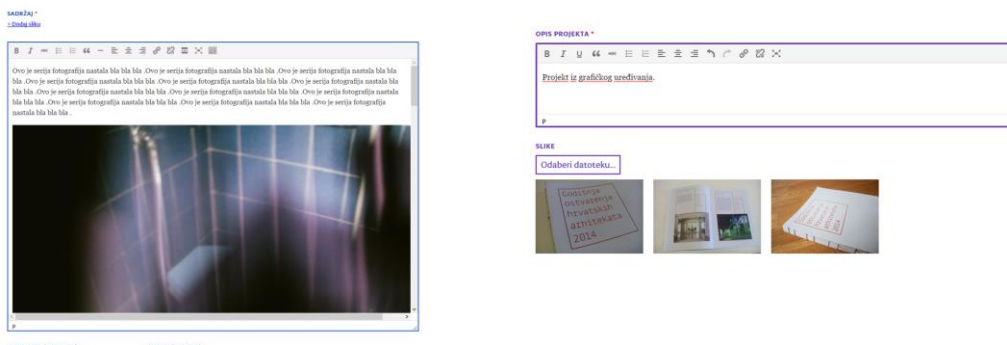 SADRŽAJ *
+ Dodaj sliku
Ovo je serija fotografija nastala bla bla bla .Ovo je serija fotografija nastala bla bla bla .Ovo je serija fotografija nastala bla bla
bla .Ovo je serija fotografija nastala bla bla bla .Ovo je serija fotografija nastala bla bla bla .Ovo je serija fotografija nastala bla
bla bla .Ovo je serija fotografija nastala bla bla bla .Ovo je serija fotografija nastala bla bla bla .Ovo je serija fotografija nastala
bla bla bla .Ovo je serija fotografija nastala bla bla bla .Ovo je serija fotografija nastala bla bla bla .Ovo je serija fotografija
nastala bla bla bla .
P
OPIS PROJEKTA *
Projekt iz grafičkog uređivanja.
P
SLIKE
Odaberi datoteku...
Godišnja
ostvarenja
hrvatskih
arhitekata
2014